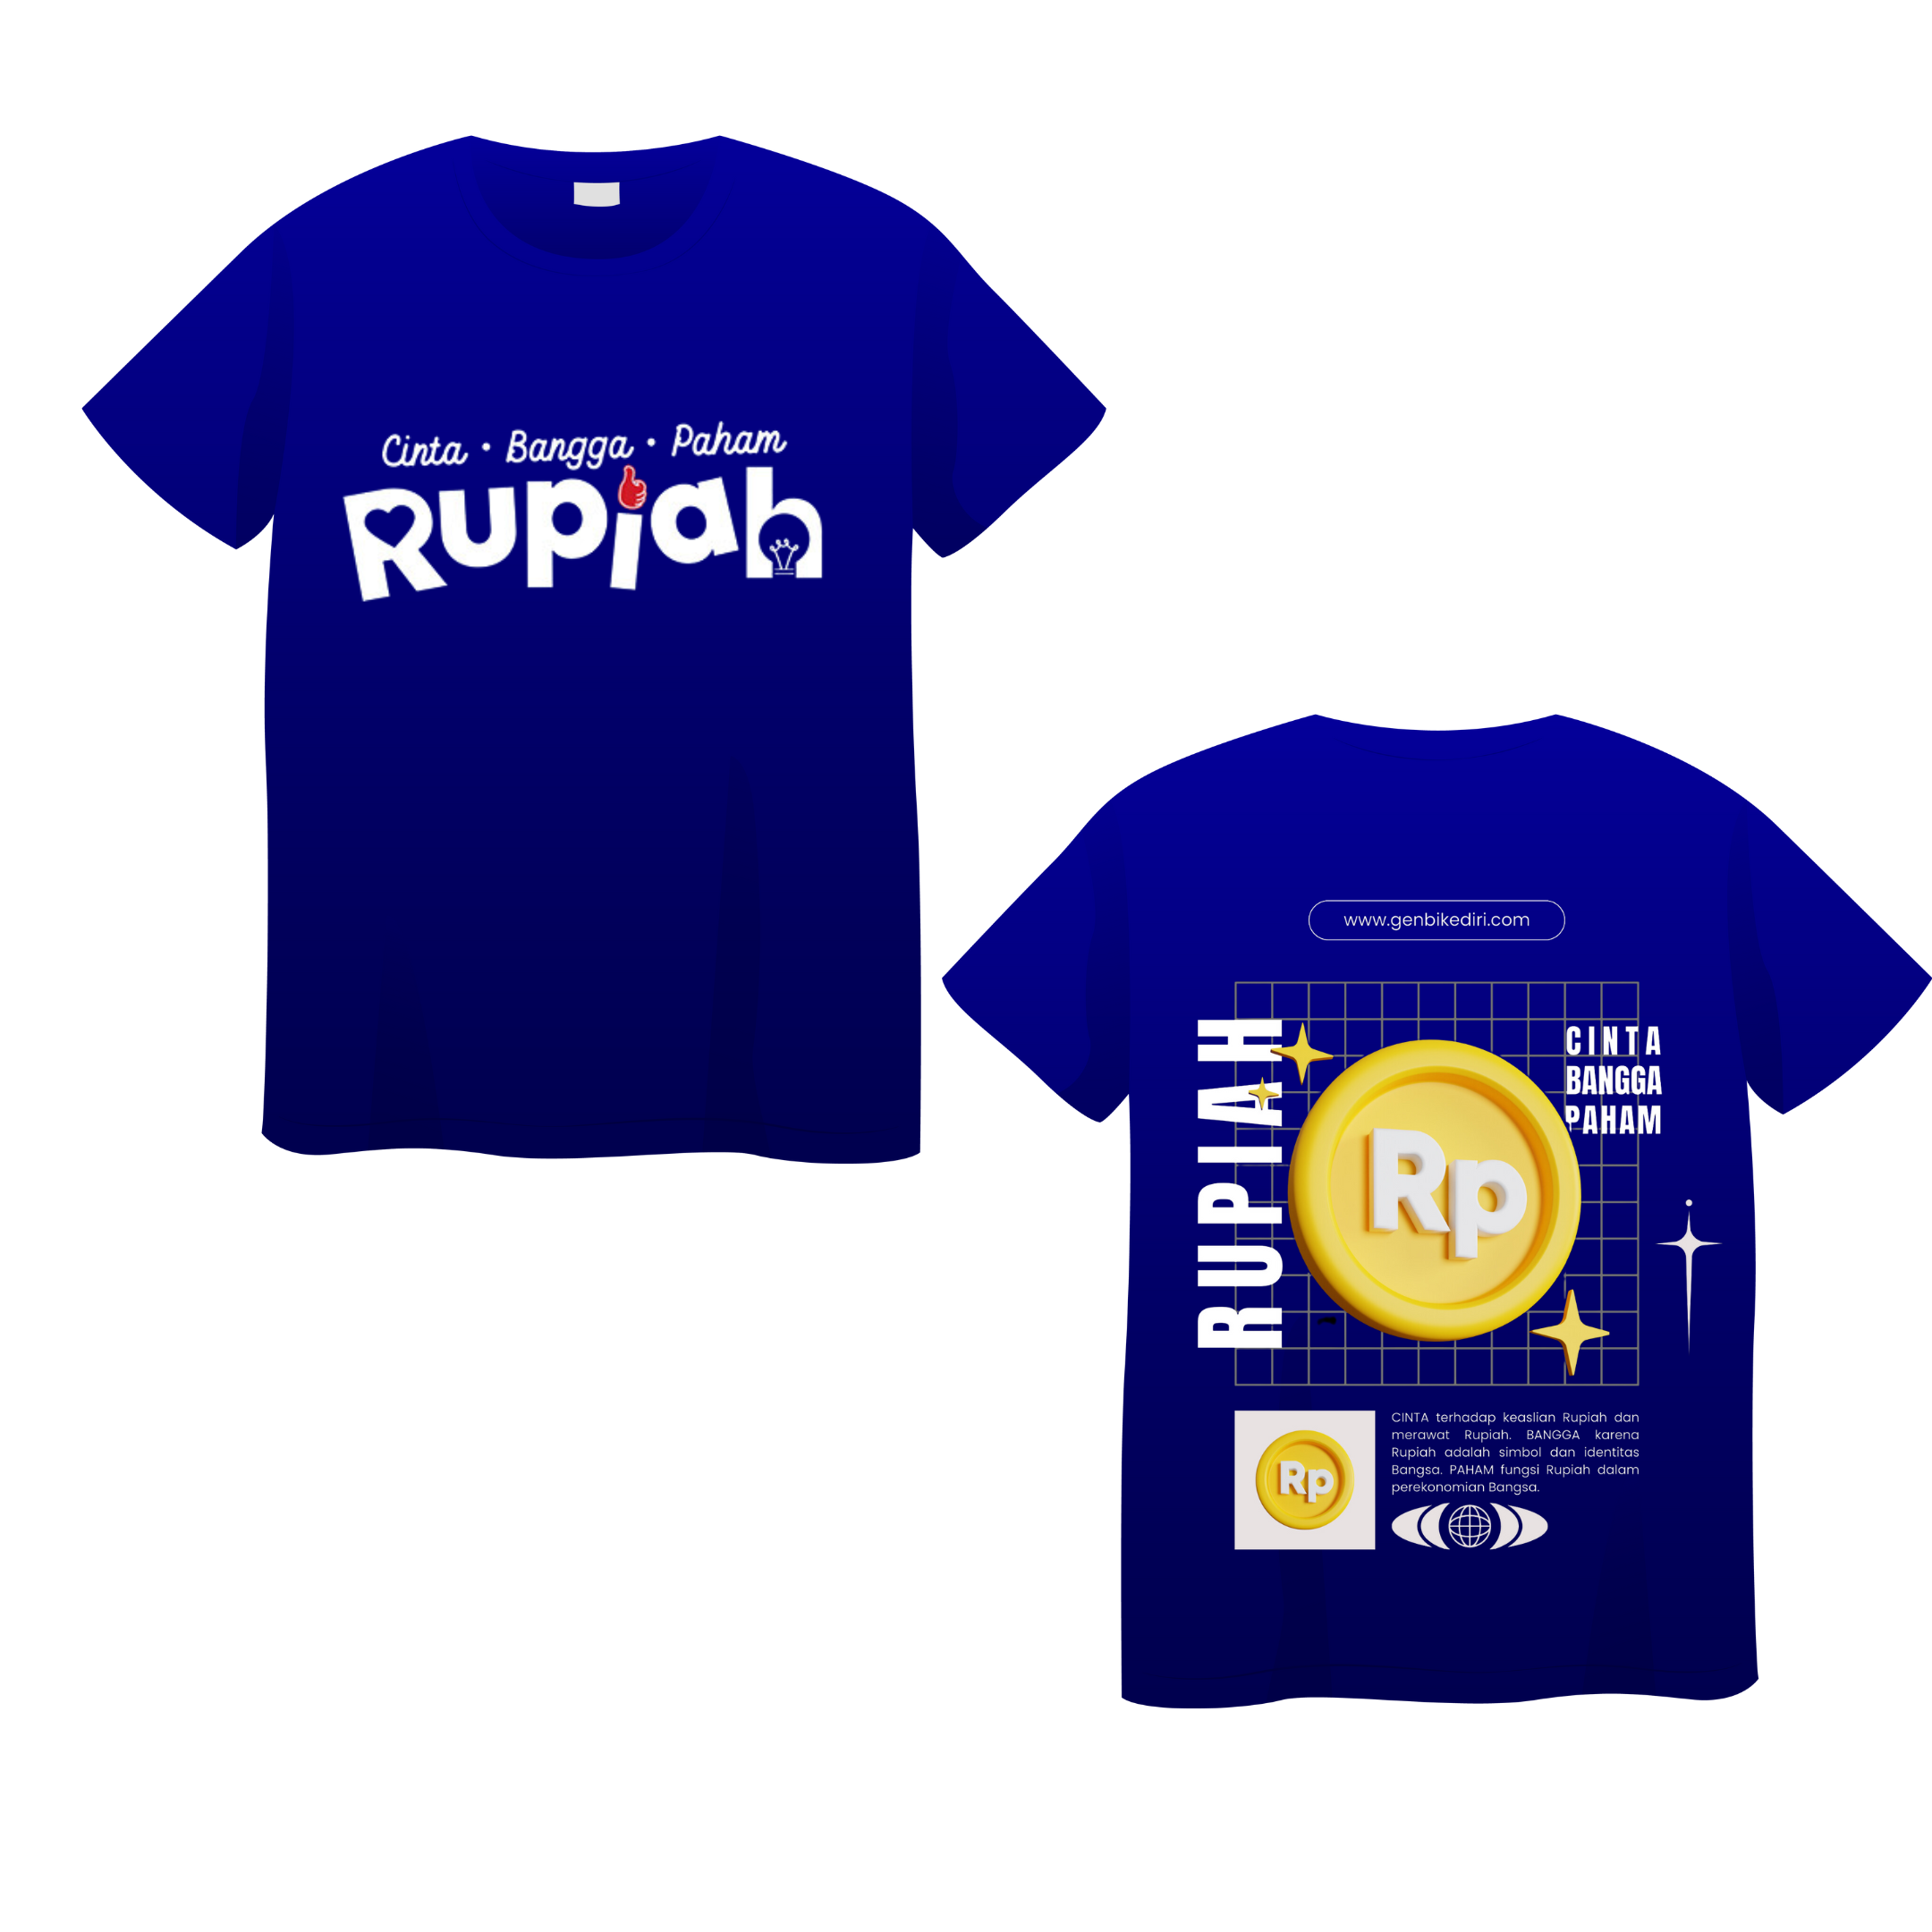 Cinta • Bangga • Paham
Rupiah
www.genbikediri.com
RUPIAH
CINTA
BANGGA
PAHAM
Rp
Rp
CINTA terhadap keaslian Rupiah dan
merawat Rupiah. BANGGA karena
Rupiah adalah simbol dan identitas
Bangsa. PAHAM fungsi Rupiah dalam
perekonomian Bangsa.